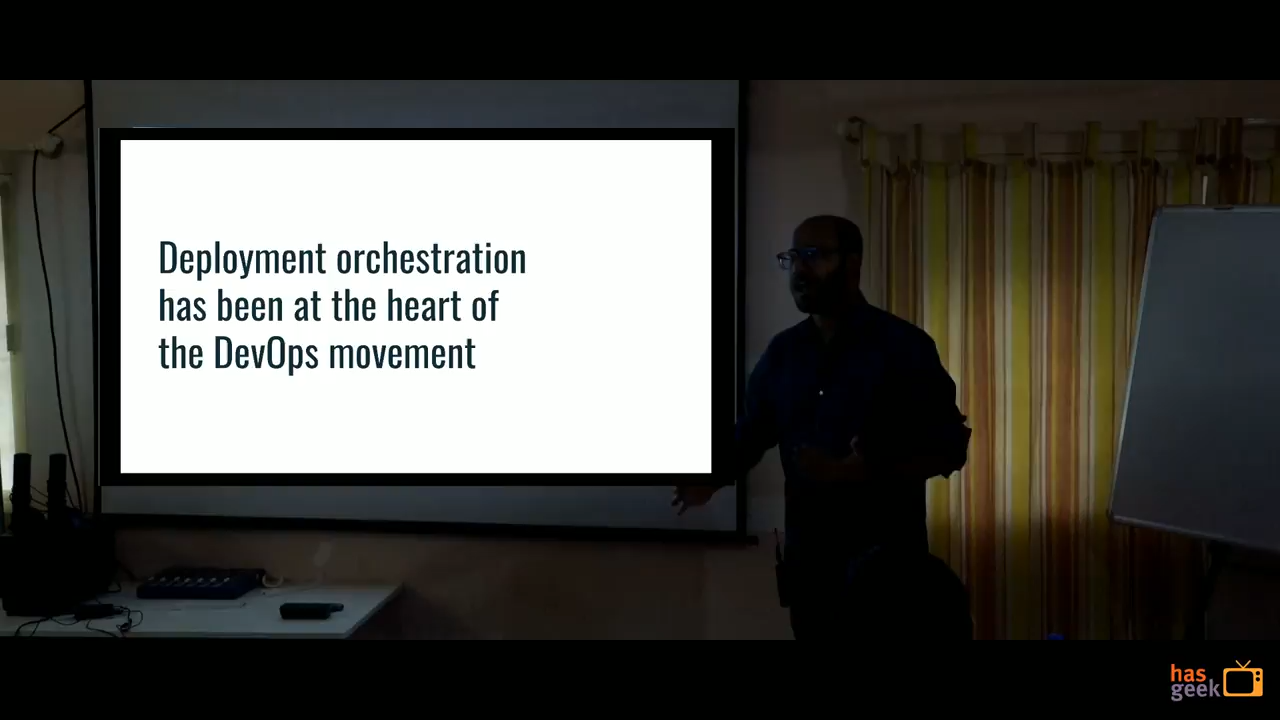 Deployment orchestration
has been at the heart of
the DevOps movement
has
geek